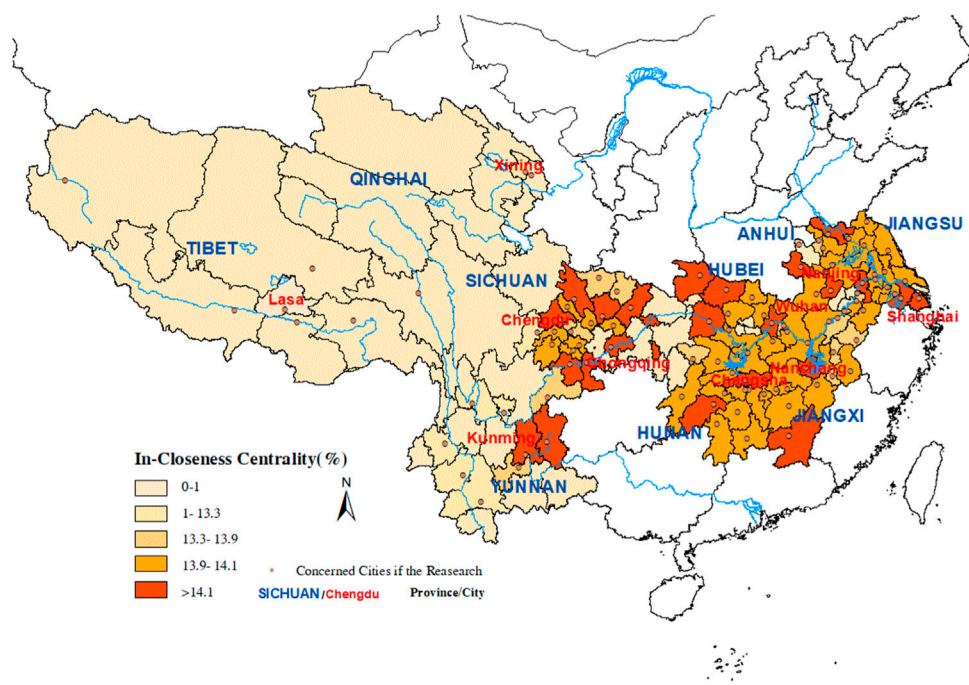 Xining
QINGHAI
JIANGSU
ANHUI
TIBET
SICHUAN
HUBEI
Nanjing
Lasa
Wuhan
Chengdu
Shanghai
Chongqing
Nanchang
Changsha
JIANGXI
HUNAN
Kunming
YUNNAN
In-Closeness Centrality(%)
N
0-1
1- 13.3
13.3- 13.9
13.9- 14.1
>14.1
Concerned Cities if the Reasearch
SICHUAN/Chengdu Province/City